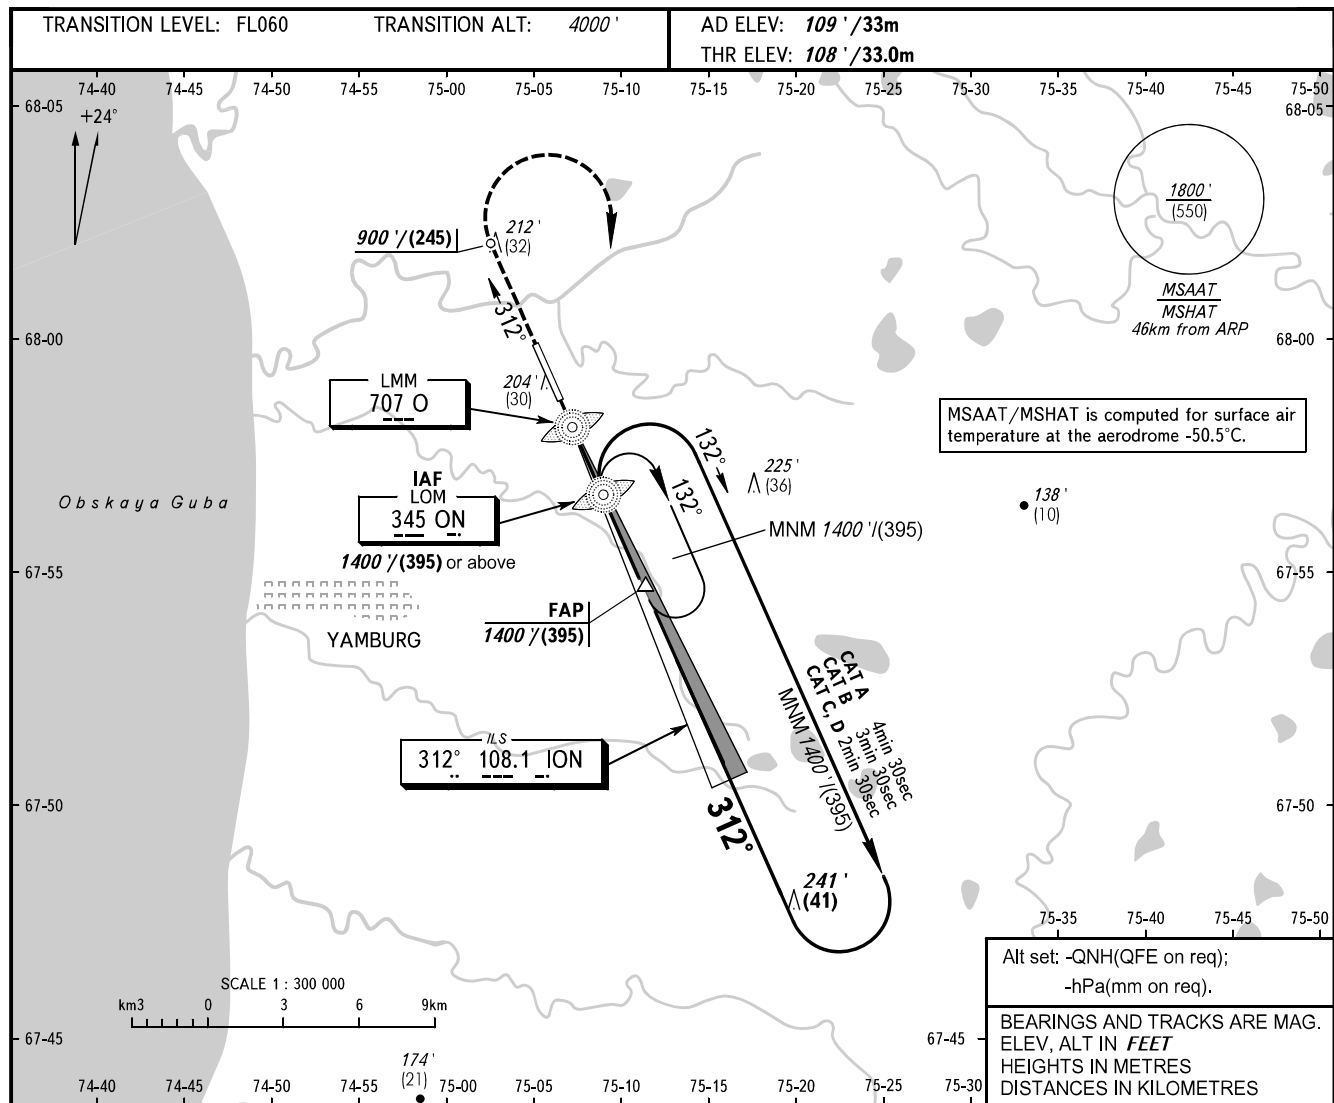 TRANSITION LEVEL: FL060
TRANSITION ALT: 4000 '
AD ELEV: 109 '/33m
THR ELEV: 108 '/33.0m
74-40 74-45 74-50 74-55 75-00 75-05 75-10 75-15 75-20 75-25 75-30 75-35 75-40 75-45 75-50
68-05
68-05
+24°
1800 '
(550)
MSAAT
MSHAT
46km from ARP
212 '
(32)
900 '/(245)
312°
68-00
68-00
LMM
707 O
204 '
(30)
MSAAT/MSHAT is computed for surface air
temperature at the aerodrome -50.5°C.
132°
225 '
(36)
IAF
LOM
345 ON
1400 '/(395) or above
132°
138 '
(10)
Obskaya Guba
MNM 1400 '/(395)
67-55
67-55
FAP
1400 '/(395)
YAMBURG
CAT A 4min 30sec
CAT B 3min 30sec
CAT C, D 2min 30sec
MNM 1400 '/(395)
ILS
312° 108.1 ION
312°
67-50
67-50
241 '
(41)
75-35 75-40 75-45 75-50
Alt set: -QNH(QFE on req);
-hPa(mm on req).
SCALE 1 : 300 000
km3 0 3 6 9km
BEARINGS AND TRACKS ARE MAG.
ELEV, ALT IN FEET
HEIGHTS IN METRES
DISTANCES IN KILOMETRES
67-45
67-45
174 '
(21)
74-40 74-45 74-50 74-55 75-00 75-05 75-10 75-15 75-20 75-25 75-30